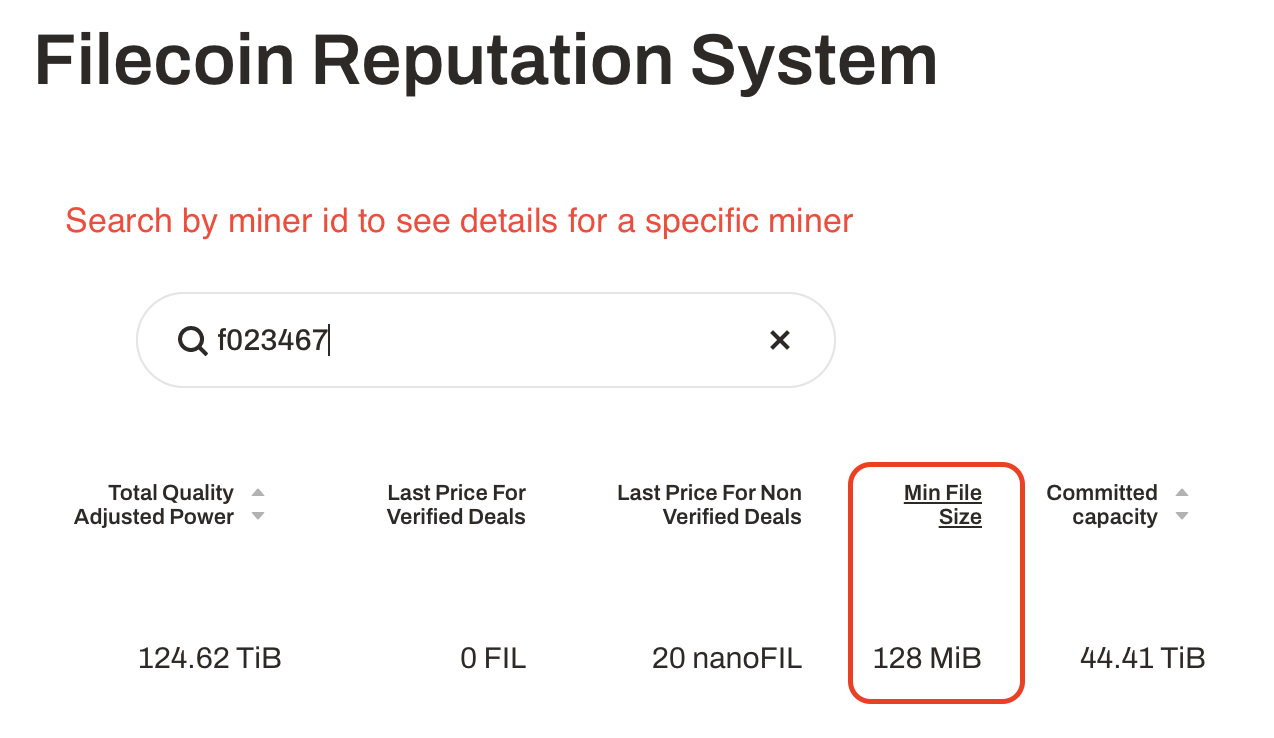 Filecoin Reputation System
Search by miner id to see details for a specific miner
f023467
Total Quality Adjusted Power
Last Price For Verified Deals
Last Price For Non Verified Deals
Min File Size
Committed capacity
124.62 TiB
0 FIL
20 nanoFIL
128 MiB
44.41 TiB